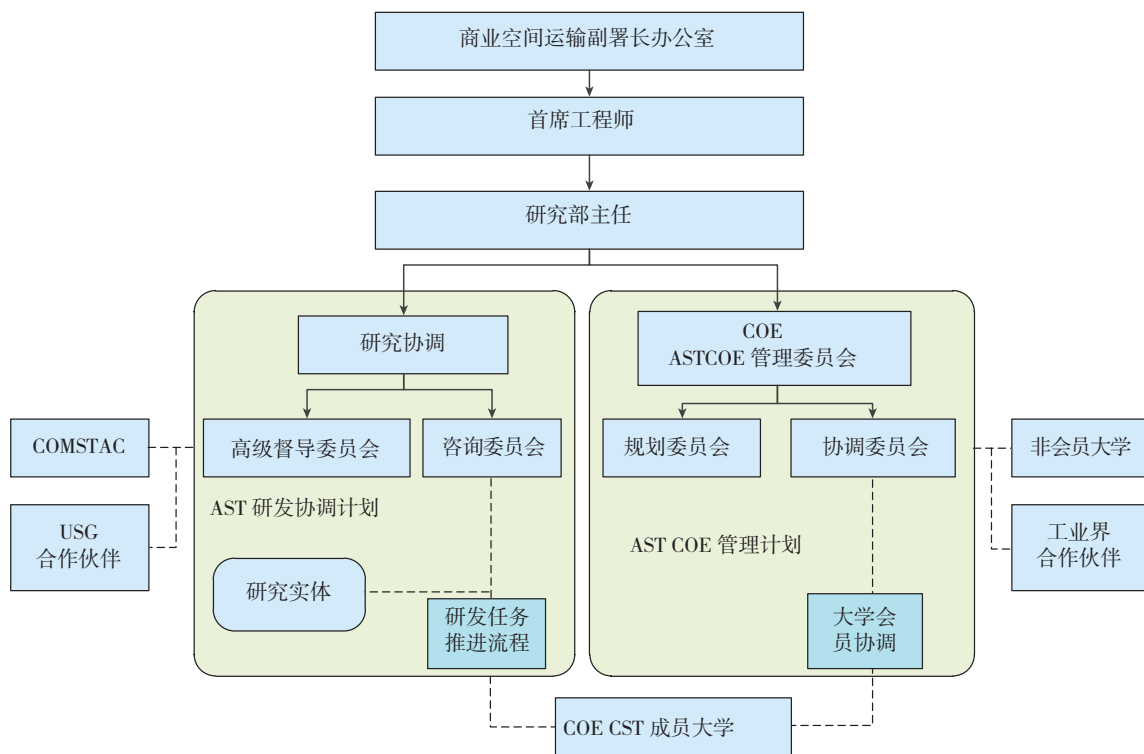 商业空间运输副署长办公室
首席工程师
研究部主任
研究协调
COE
ASTCOE 管理委员会
高级督导委员会
咨询委员会
规划委员会
协调委员会
COMSTAC
非会员大学
AST 研发协调计划
USG
合作伙伴
AST COE 管理计划
工业界
合作伙伴
研究实体
研发任务
推进流程
大学会
员协调
COE CST 成员大学